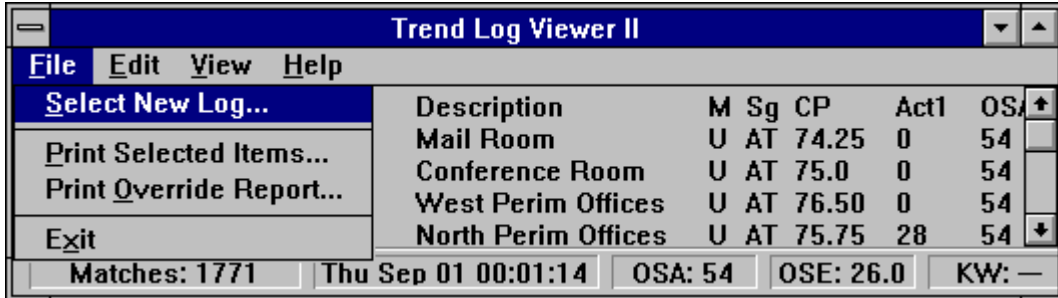 Trend Log Viewer II
File Edit View Help
Select New Log...
Print Selected Items...
Print Override Report...
Exit
Description M Sg CP Act1 OSA
Mail Room U AT 74.25 0 54
Conference Room U AT 75.0 0 54
West Perim Offices U AT 76.50 0 54
North Perim Offices U AT 75.75 28 54
Matches: 1771 Thu Sep 01 00:01:14 OSA: 54 OSE: 26.0 KW: —